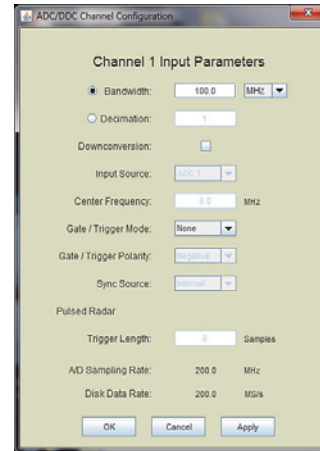 ADC/DDC Channel Configuration
Channel 1 Input Parameters
Bandwidth: 100.0 MHz
Decimation: 1
Downconversion:
Input Source: ADC 1
Center Frequency: 0.0 MHz
Gate / Trigger Mode: None
Gate / Trigger Polarity: Negative
Sync Source: Internal
Pulsed Radar
Trigger Length: 0 Samples
A/D Sampling Rate: 200.0 MHz
Disk Data Rate: 200.0 MS/s
OK Cancel Apply